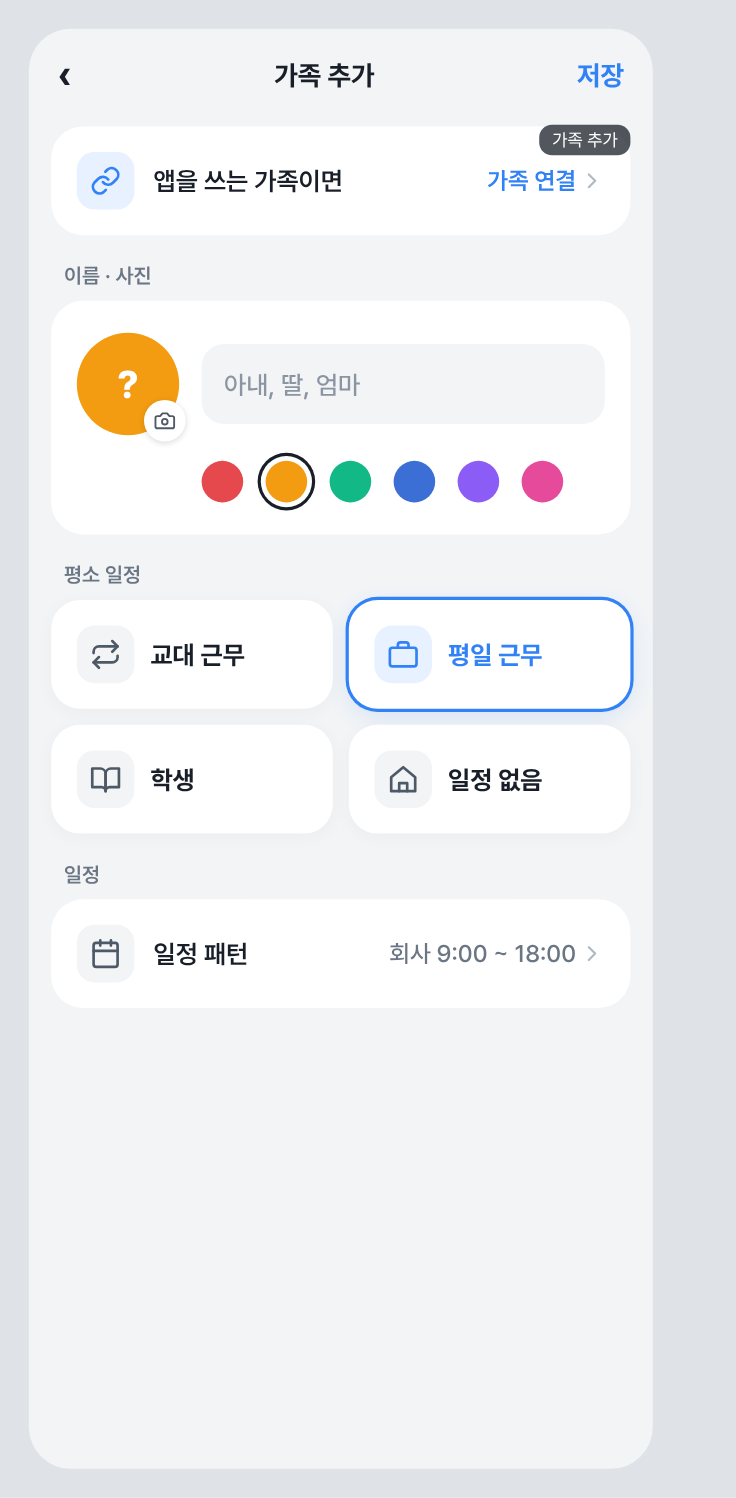 ‹ 가족 추가 저장
가족 추가
앱을 쓰는 가족이면 가족 연결 >
이름 · 사진
?
아내, 딸, 엄마
평소 일정
교대 근무 평일 근무
학생 일정 없음
일정
일정 패턴 회사 9:00 ~ 18:00 >